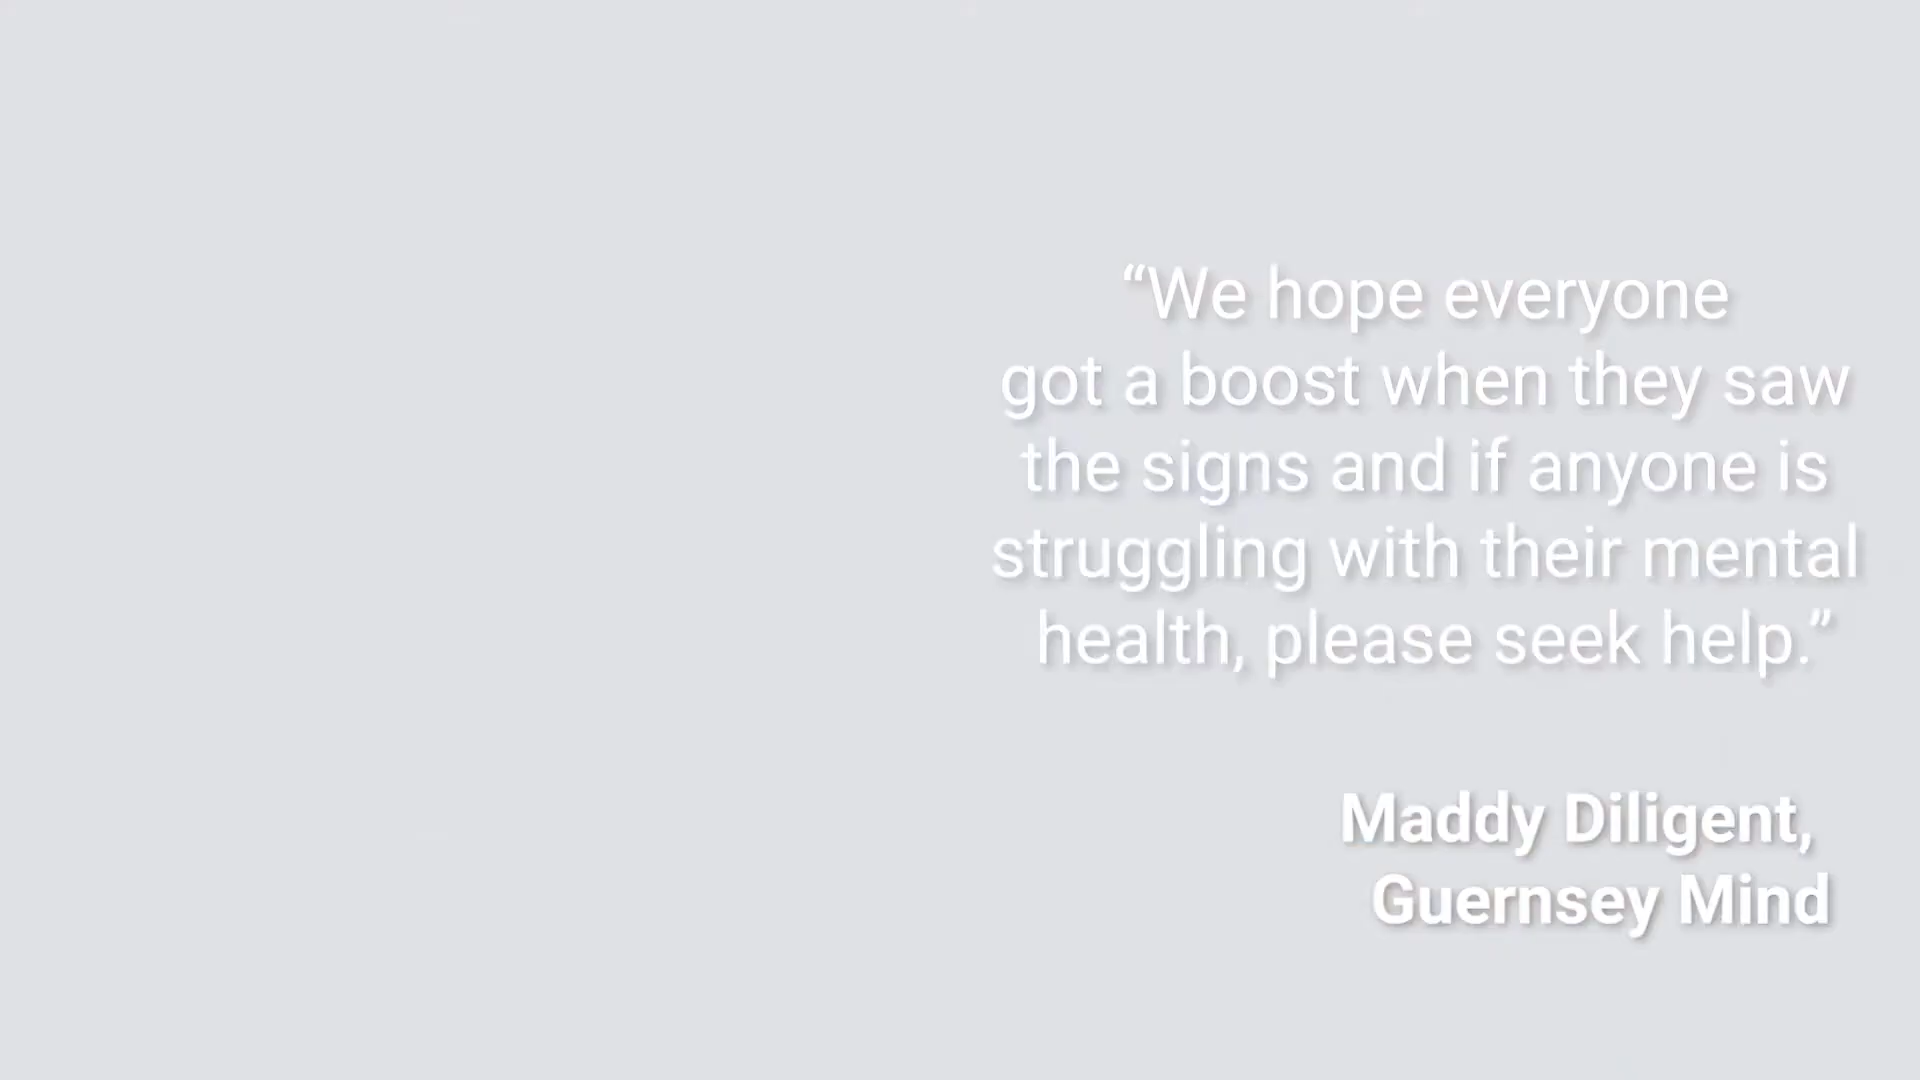 “We hope everyone
got a boost when they saw
the signs and if anyone is
struggling with their mental
health, please seek help.”
Maddy Diligent,
Guernsey Mind